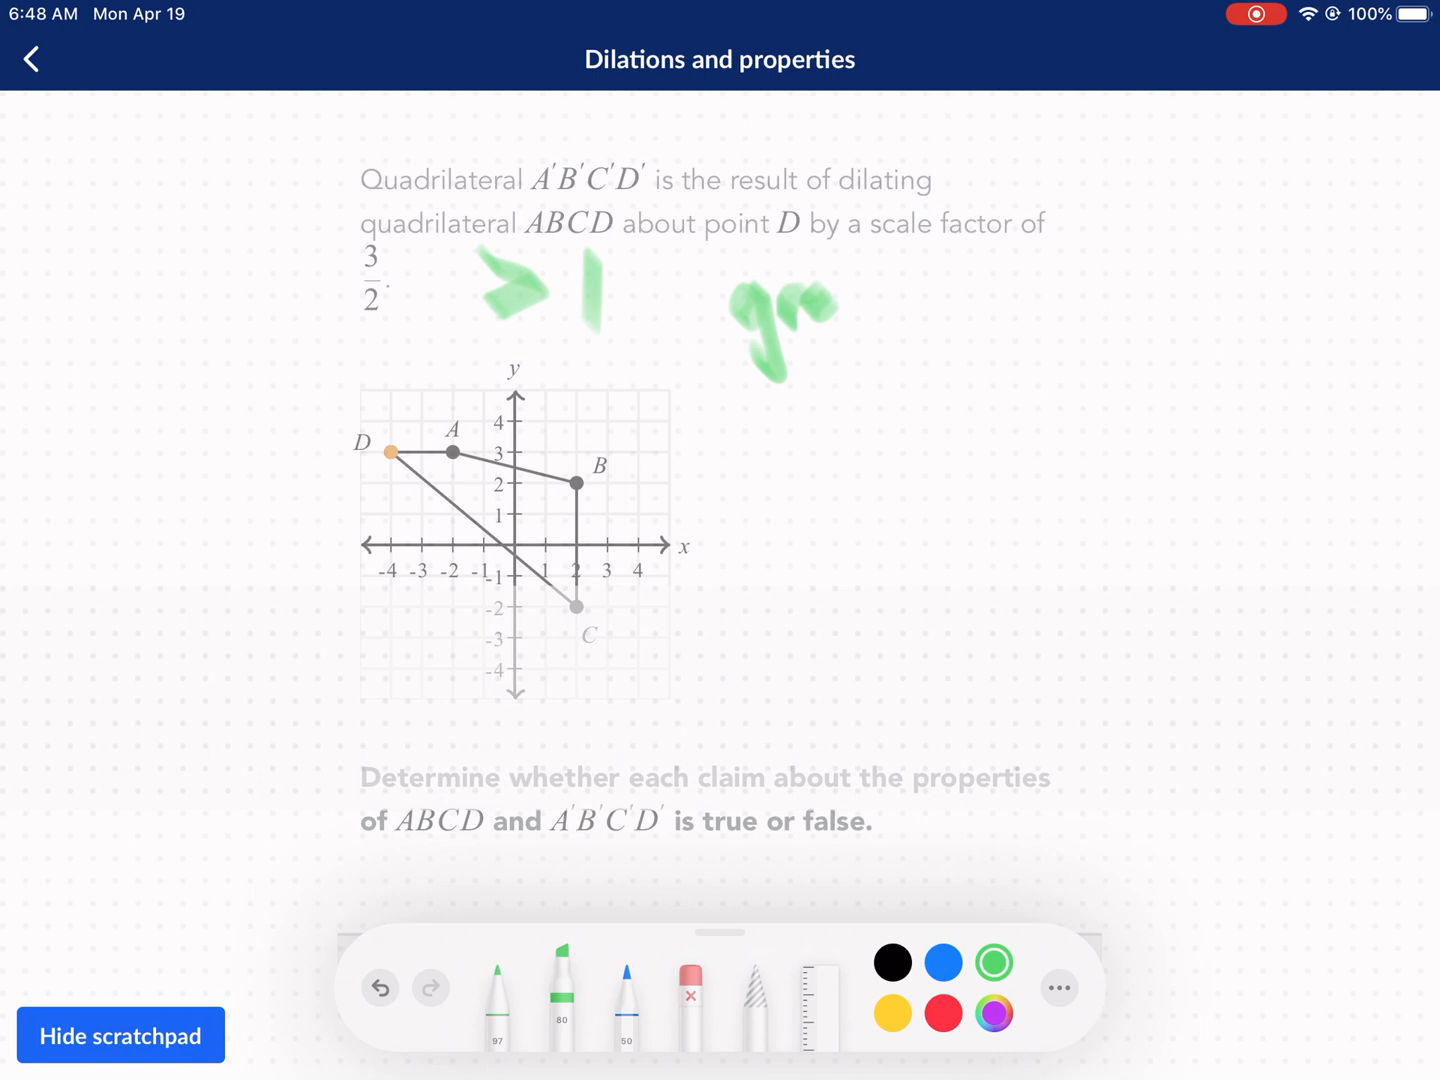 6:48 AM Mon Apr 19
100%
Dilations and properties
Quadrilateral A′B′C′D′ is the result of dilating
quadrilateral ABCD about point D by a scale factor of
3/2.
>1
gr
y
D
A
B
C
x
4
3
2
1
-1
-2
-3
-4
-4 -3 -2 -1 1 2 3 4
Determine whether each claim about the properties
of ABCD and A′B′C′D′ is true or false.
97
80
50
Hide scratchpad